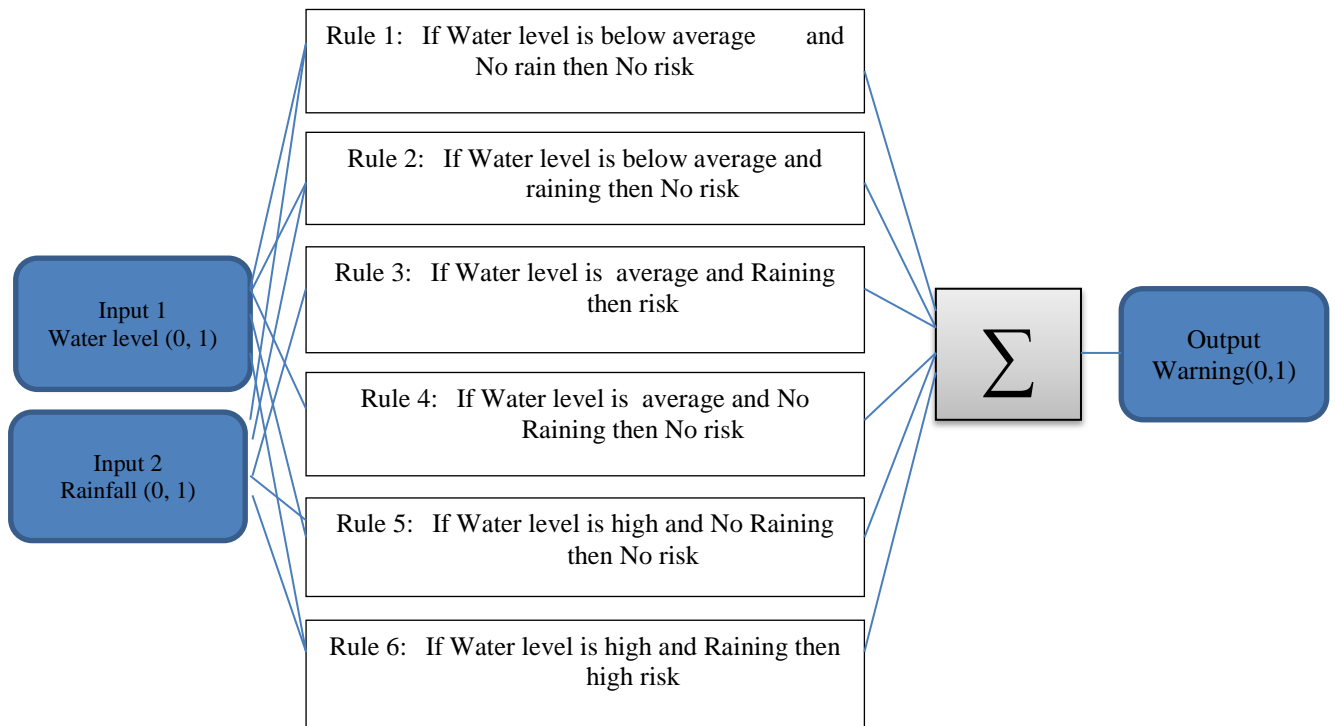 Rule 1: If Water level is below average and
No rain then No risk
Rule 2: If Water level is below average and
raining then No risk
Rule 3: If Water level is average and Raining
then risk
Rule 4: If Water level is average and No
Raining then No risk
Rule 5: If Water level is high and No Raining
then No risk
Rule 6: If Water level is high and Raining then
high risk
Input 1
Water level (0, 1)
Input 2
Rainfall (0, 1)
∑
Output
Warning(0,1)